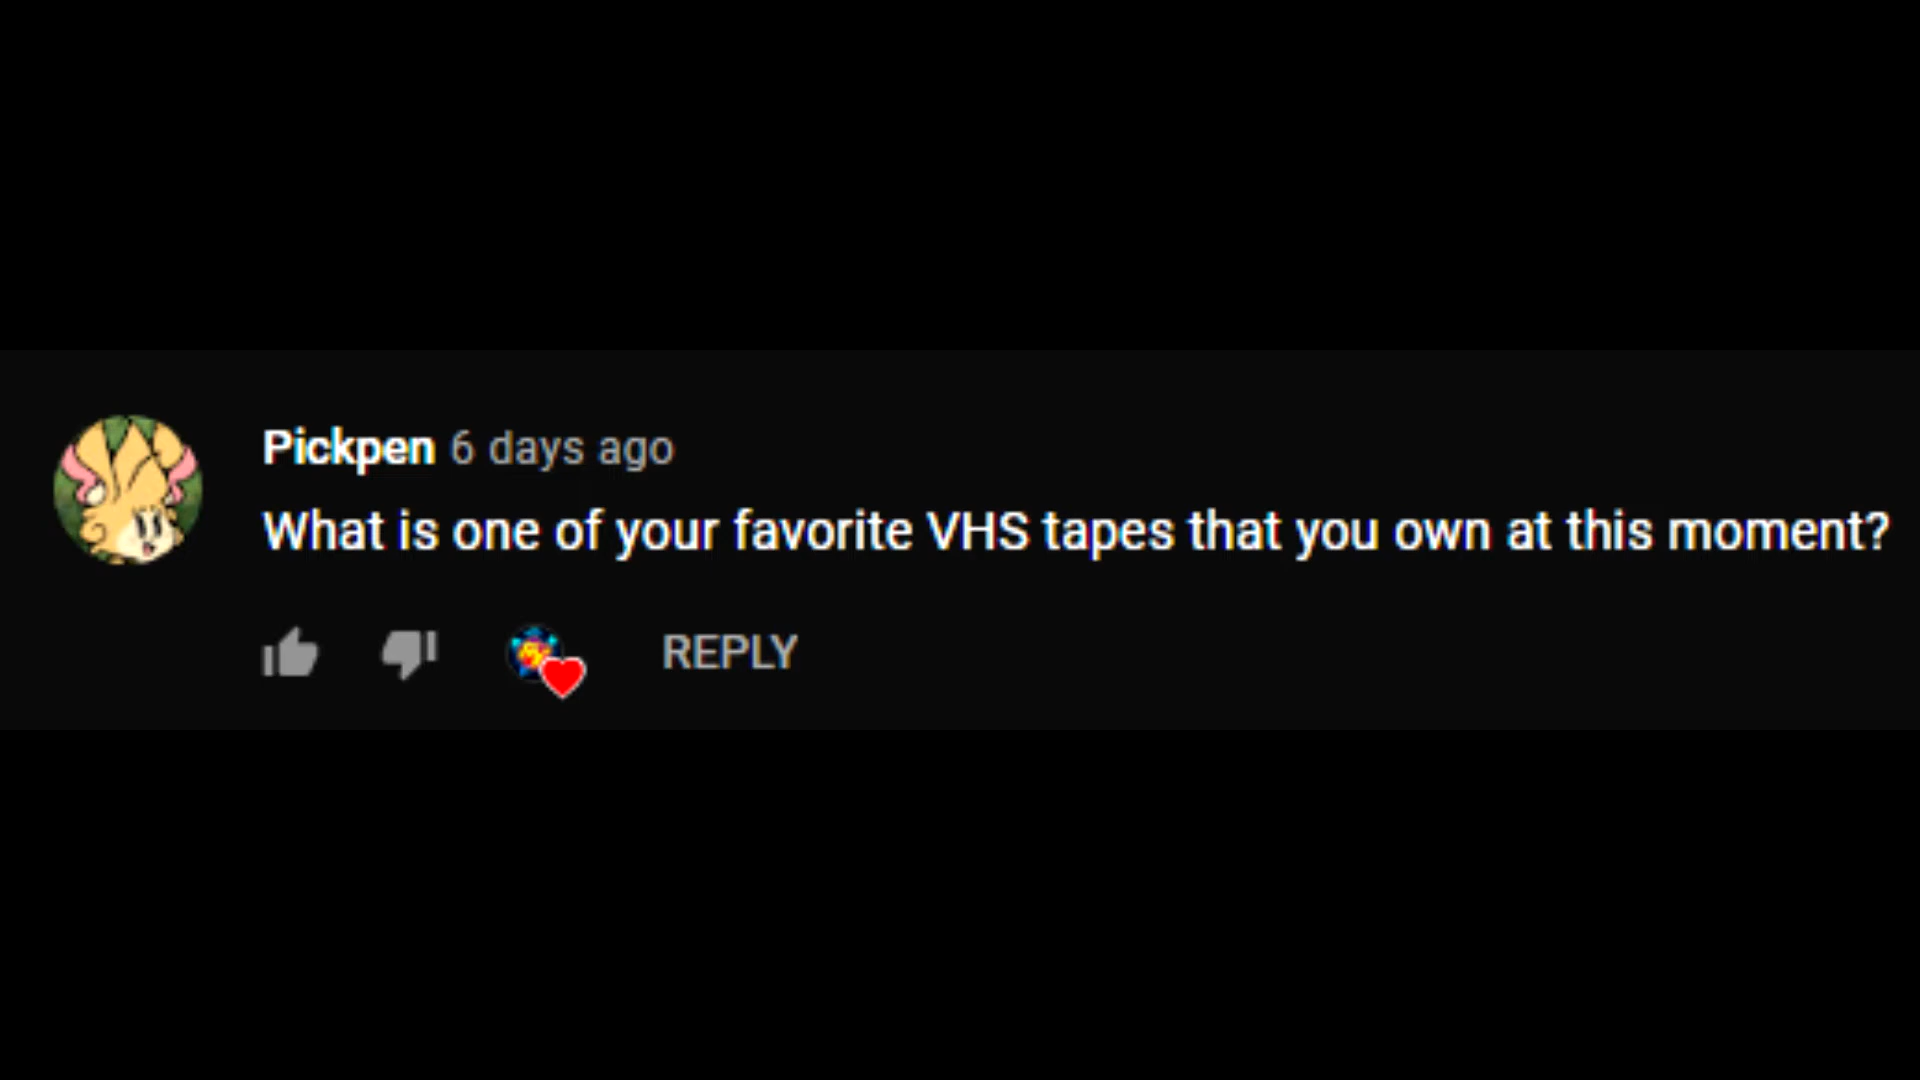 Pickpen 6 days ago
What is one of your favorite VHS tapes that you own at this moment?
REPLY